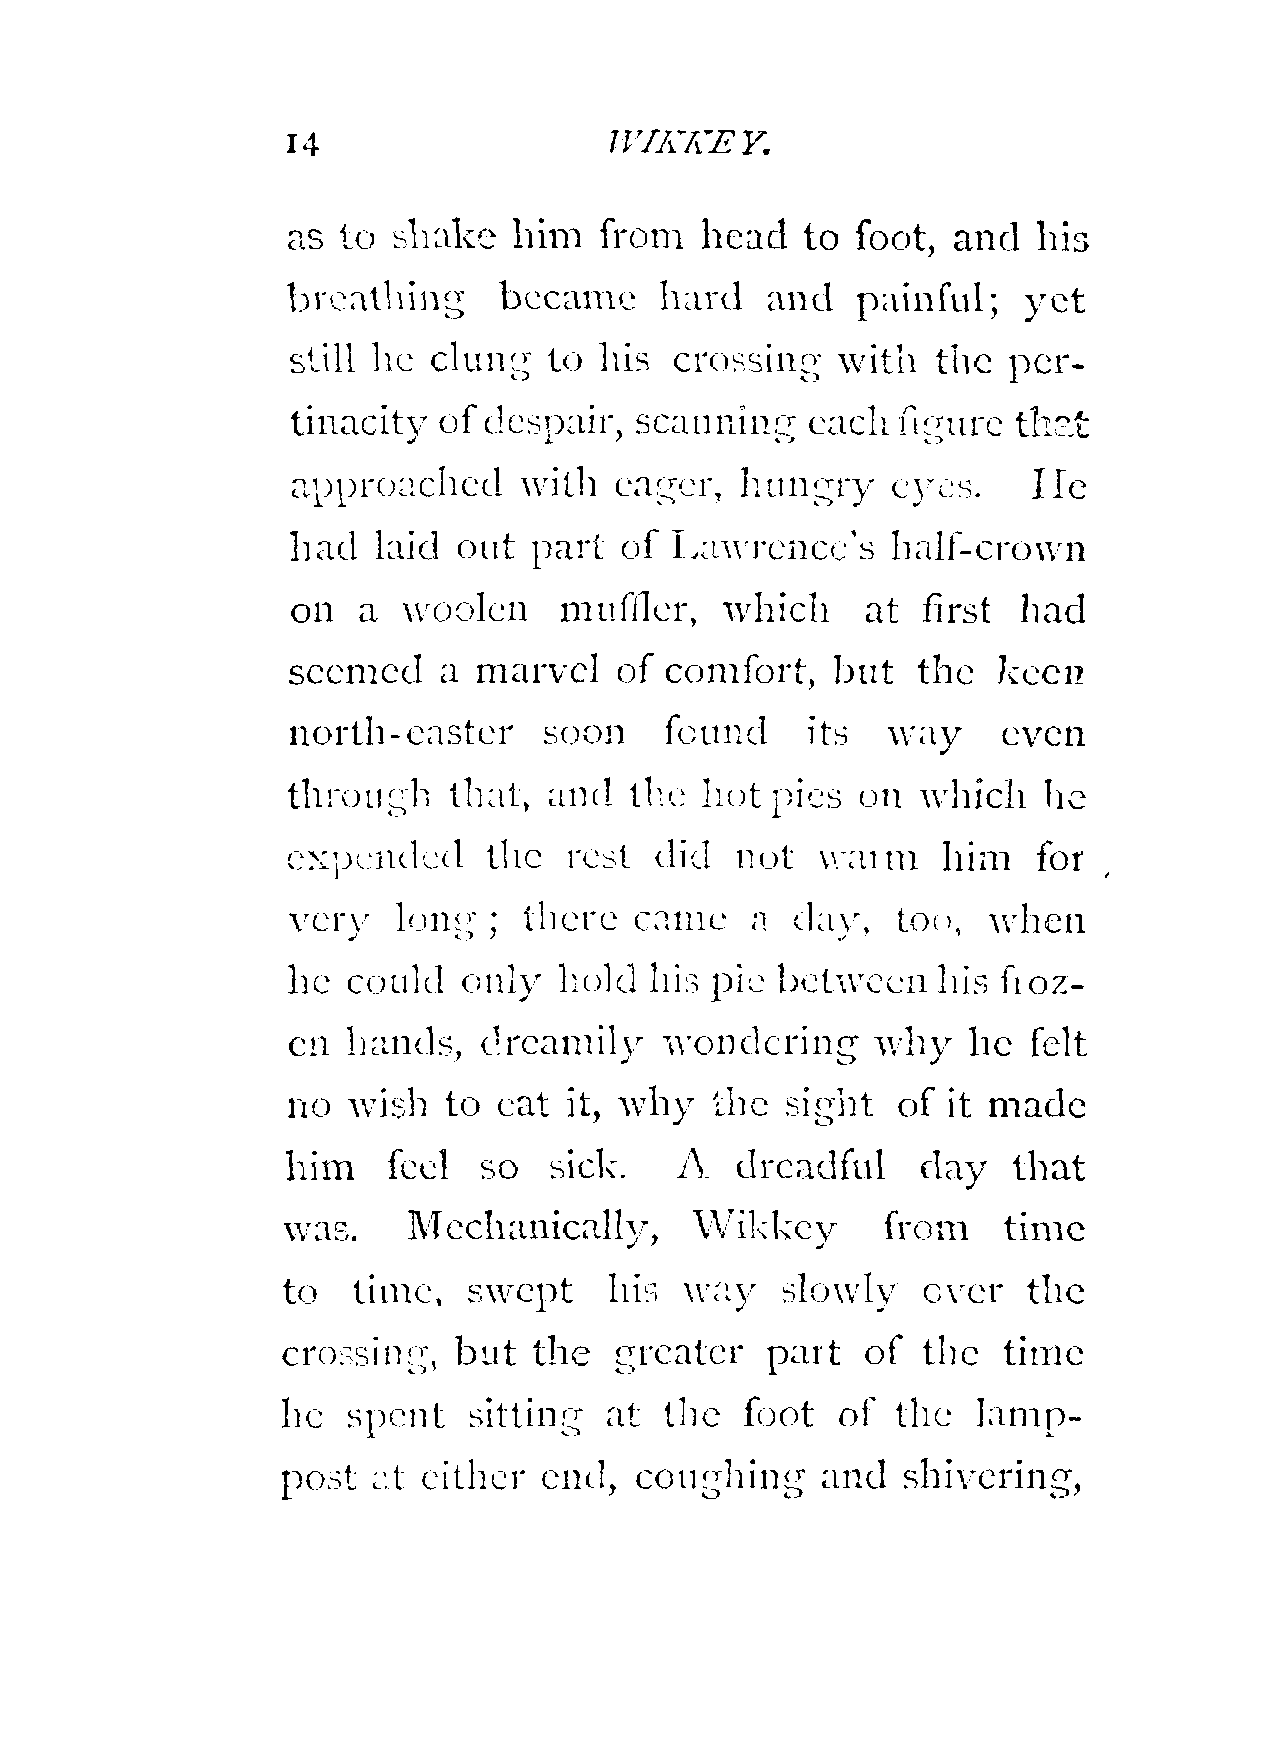 14 WIKKEY.
as to shake him from head to foot, and his
breathing became hard and painful; yet
still he clung to his crossing with the per-
tinacity of despair, scanning each figure that
approached with eager, hungry eyes. He
had laid out part of Lawrence's half-crown
on a woolen muffler, which at first had
seemed a marvel of comfort, but the keen
north-easter soon found its way even
through that, and the hot pies on which he
expended the rest did not warm him for
very long; there came a day, too, when
he could only hold his pie between his froz-
en hands, dreamily wondering why he felt
no wish to eat it, why the sight of it made
him feel so sick. A dreadful day that
was. Mechanically, Wikkey from time
to time, swept his way slowly over the
crossing, but the greater part of the time
he spent sitting at the foot of the lamp-
post at either end, coughing and shivering,